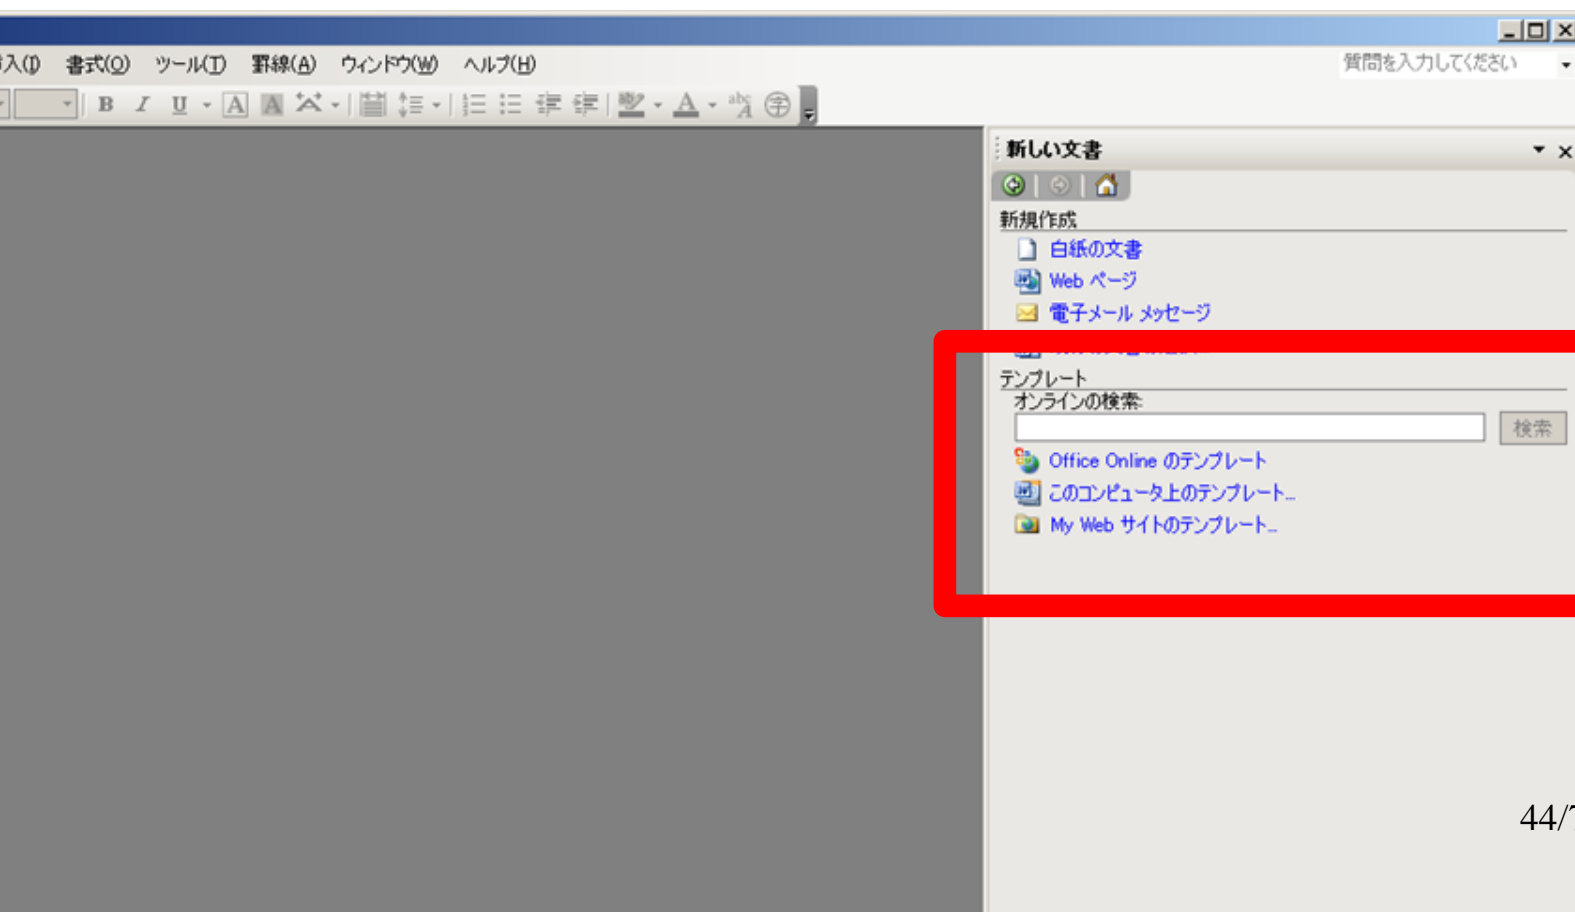 入(I) 書式(O) ツール(T) 罫線(A) ウィンドウ(W) ヘルプ(H) 質問を入力してください
B I U A A A abc A 字
新しい文書
新規作成
白紙の文書
Web ページ
電子メール メッセージ
テンプレート
オンラインの検索:
検索
Office Online のテンプレート
このコンピュータ上のテンプレート...
My Web サイトのテンプレート...
44/7